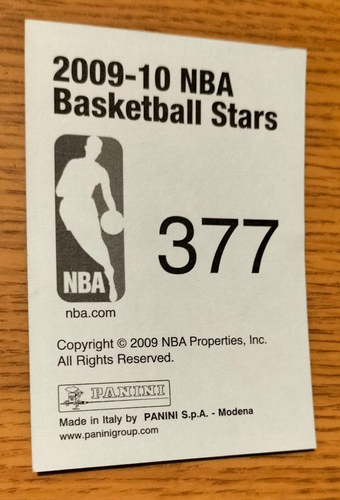 2009-10 NBA
Basketball Stars
377
NBA
nba.com
Copyright © 2009 NBA Properties, Inc.
All Rights Reserved.
PANINI
Made in Italy by PANINI S.p.A. - Modena
www.paninigroup.com